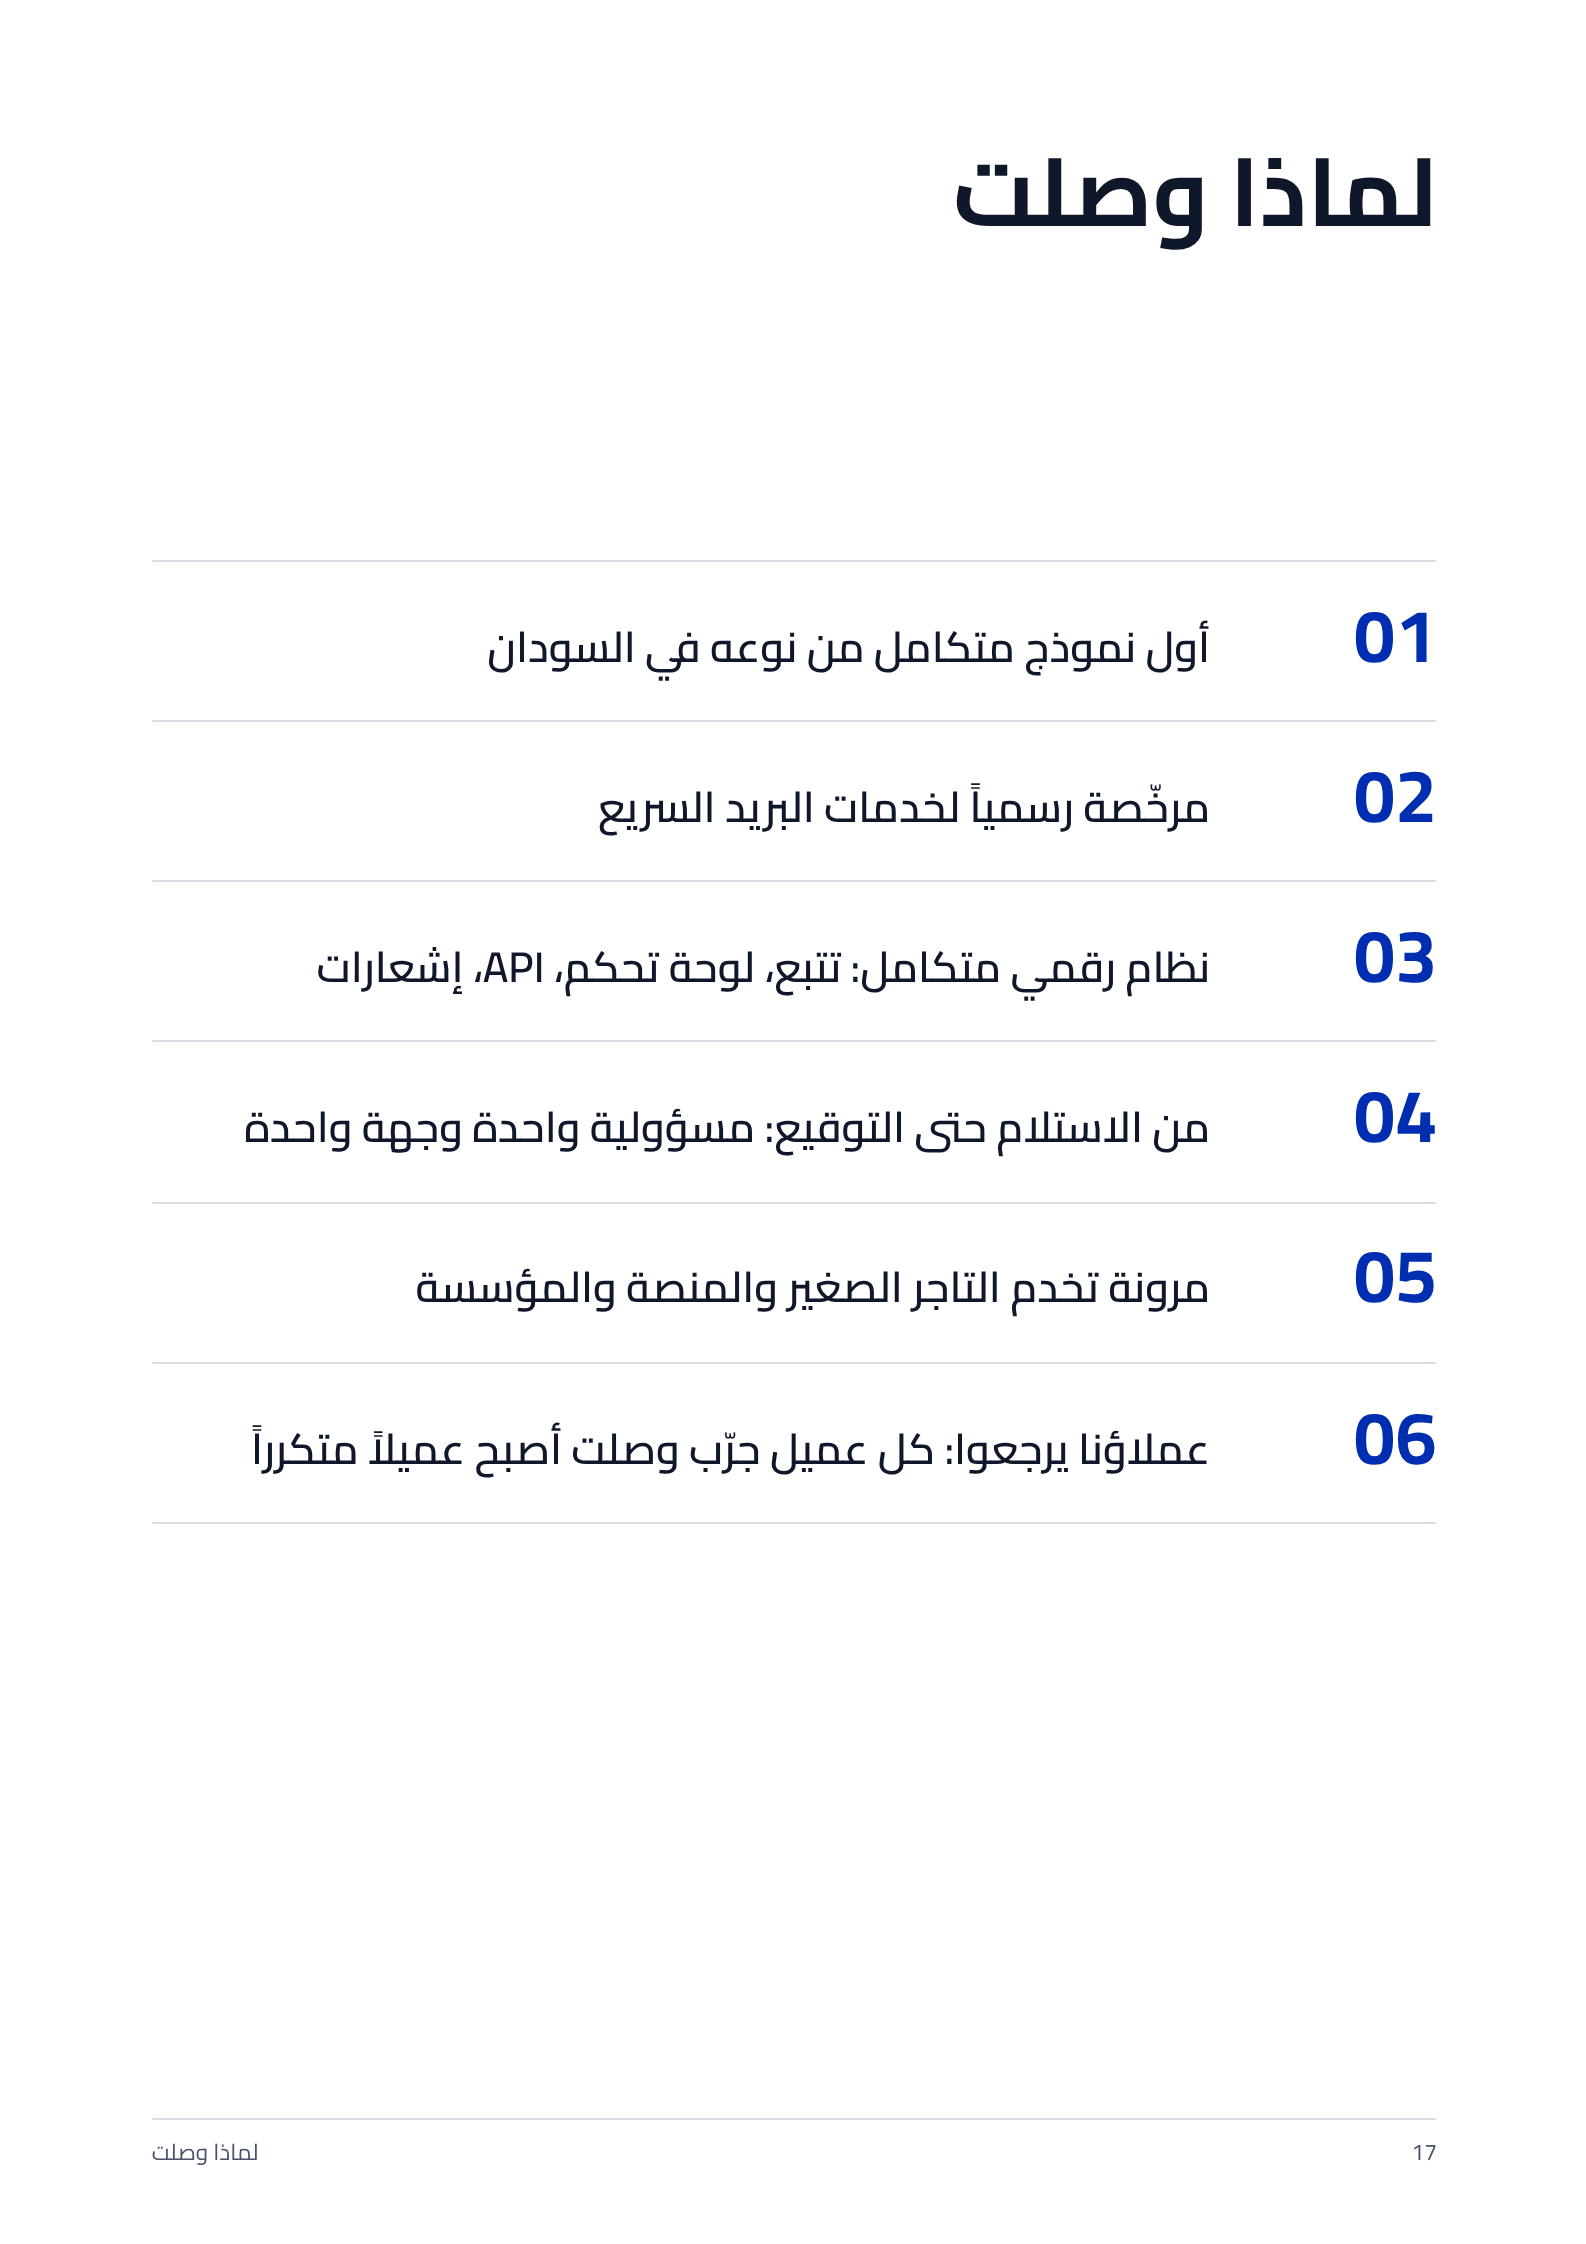 لماذا وصلت
01 أول نموذج متكامل من نوعه في السودان
02 مرخّصة رسمياً لخدمات البريد السريع
03 نظام رقمي متكامل: تتبع، لوحة تحكم، API، إشعارات
04 من الاستلام حتى التوقيع: مسؤولية واحدة وجهة واحدة
05 مرونة تخدم التاجر الصغير والمنصة والمؤسسة
06 عملاؤنا يرجعوا: كل عميل جرّب وصلت أصبح عميلاً متكرراً
17 لماذا وصلت